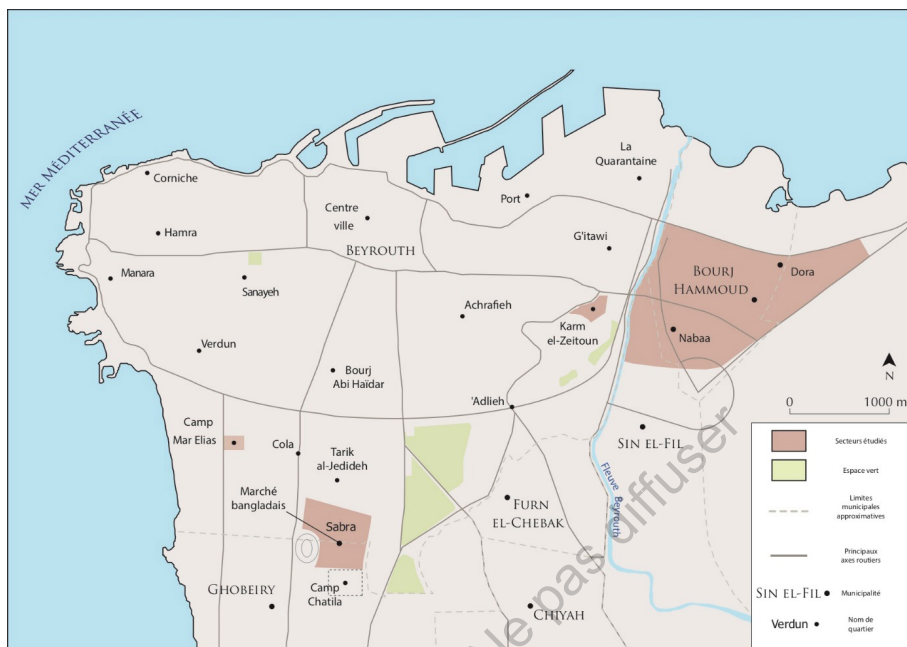 MER MÉDITERRANÉE
La
Quarantaine
Corniche
Port
Centre
ville
Hamra
BEYROUTH
G'itawi
Manara
Sanayeh
Dora
BOURJ
HAMMOUD
Achrafieh
Karm
el-Zeitoun
Nabaa
Verdun
Bourj
Abi Haïdar
N
'Adlieh
0 1000 m
Camp
Mar Elias
Cola
Tarik
al-Jedideh
SIN EL-FIL
Marché
bangladais
Sabra
Fleuve Beyrouth
FURN
EL-CHEBAK
GHOBEIRY
Camp
Chatila
CHIYAH
le pas diffuser
Secteurs étudiés
Espace vert
Limites
municipales
approximatives
Principaux
axes routiers
SIN EL-FIL Municipalité
Verdun Nom de
quartier